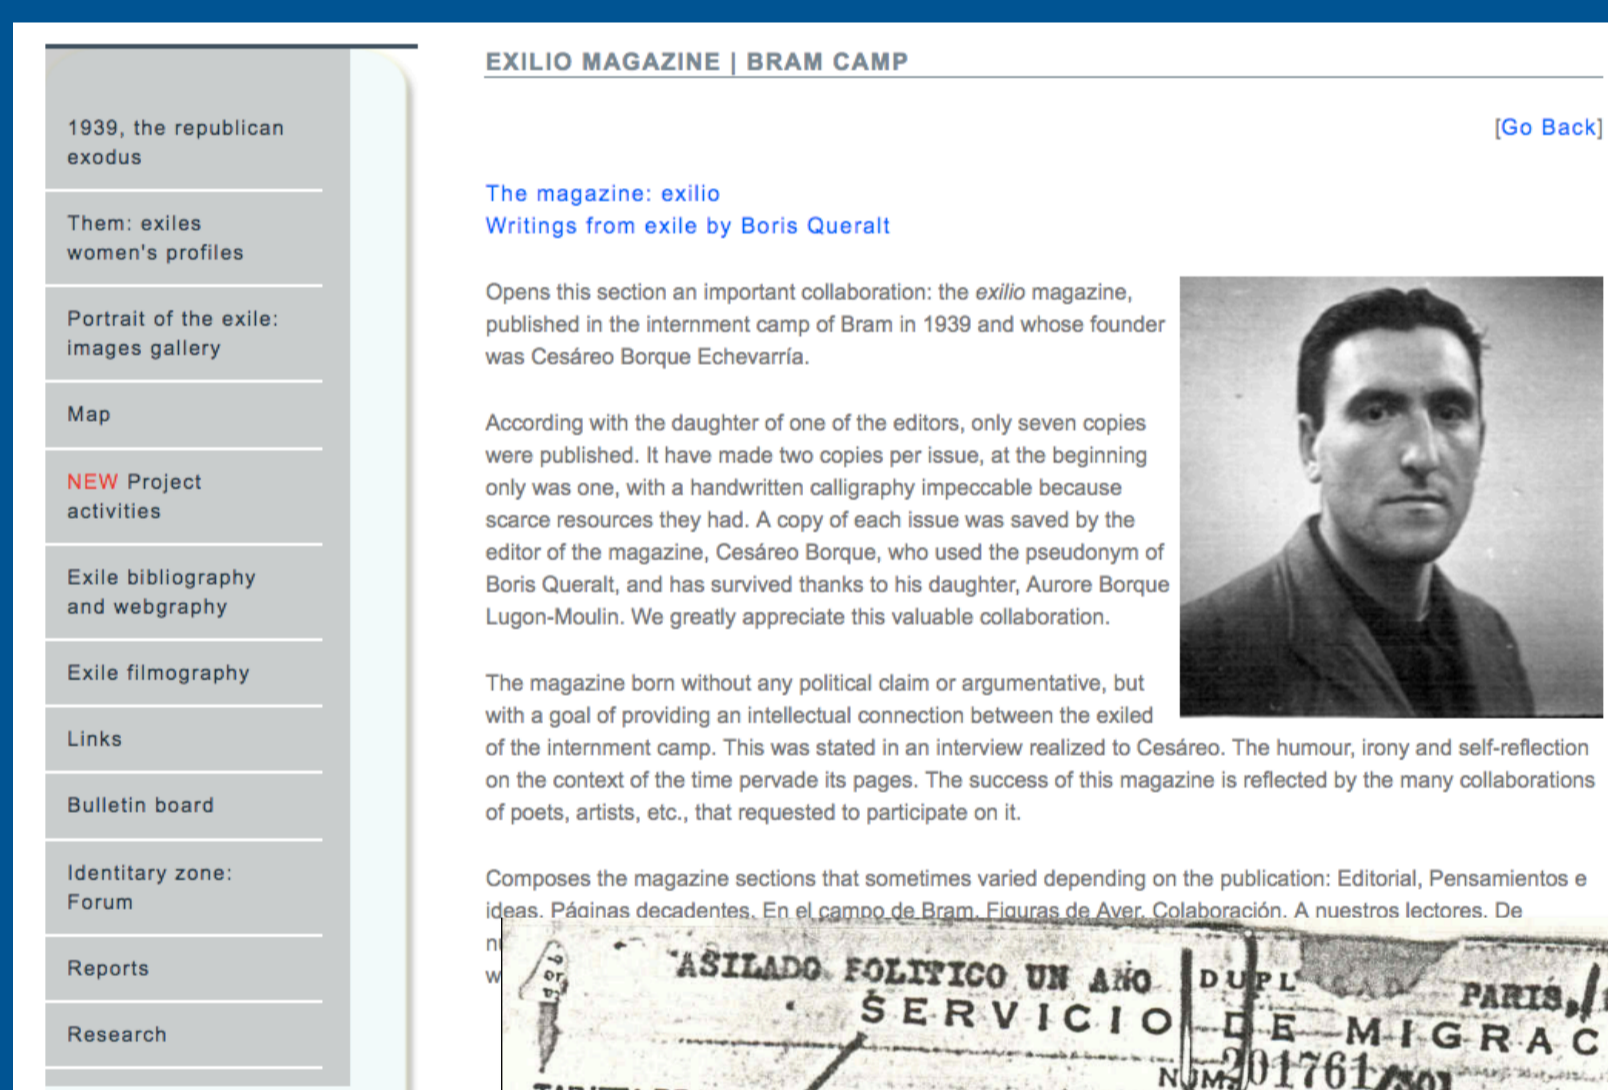 1939, the republican
exodus
Them: exiles
women's profiles
Portrait of the exile:
images gallery
Map
NEW Project
activities
Exile bibliography
and webgraphy
Exile filmography
Links
Bulletin board
Identitary zone:
Forum
Reports
Research
EXILIO MAGAZINE | BRAM CAMP
[Go Back]
The magazine: exilio
Writings from exile by Boris Queralt
Opens this section an important collaboration: the exilio magazine,
published in the internment camp of Bram in 1939 and whose founder
was Cesáreo Borque Echevarría.
According with the daughter of one of the editors, only seven copies
were published. It have made two copies per issue, at the beginning
only was one, with a handwritten calligraphy impeccable because
scarce resources they had. A copy of each issue was saved by the
editor of the magazine, Cesáreo Borque, who used the pseudonym of
Boris Queralt, and has survived thanks to his daughter, Aurore Borque
Lugon-Moulin. We greatly appreciate this valuable collaboration.
The magazine born without any political claim or argumentative, but
with a goal of providing an intellectual connection between the exiled
of the internment camp. This was stated in an interview realized to Cesáreo. The humour, irony and self-reflection
on the context of the time pervade its pages. The success of this magazine is reflected by the many collaborations
of poets, artists, etc., that requested to participate on it.
Composes the magazine sections that sometimes varied depending on the publication: Editorial, Pensamientos e
ideas. Páginas decadentes. En el campo de Bram. Figuras de Ayer. Colaboración. A nuestros lectores. De
ASILADO POLITICO UN AÑO
DUPL
PARIS,
SERVICIO DE MIGRAC
NUM 201761